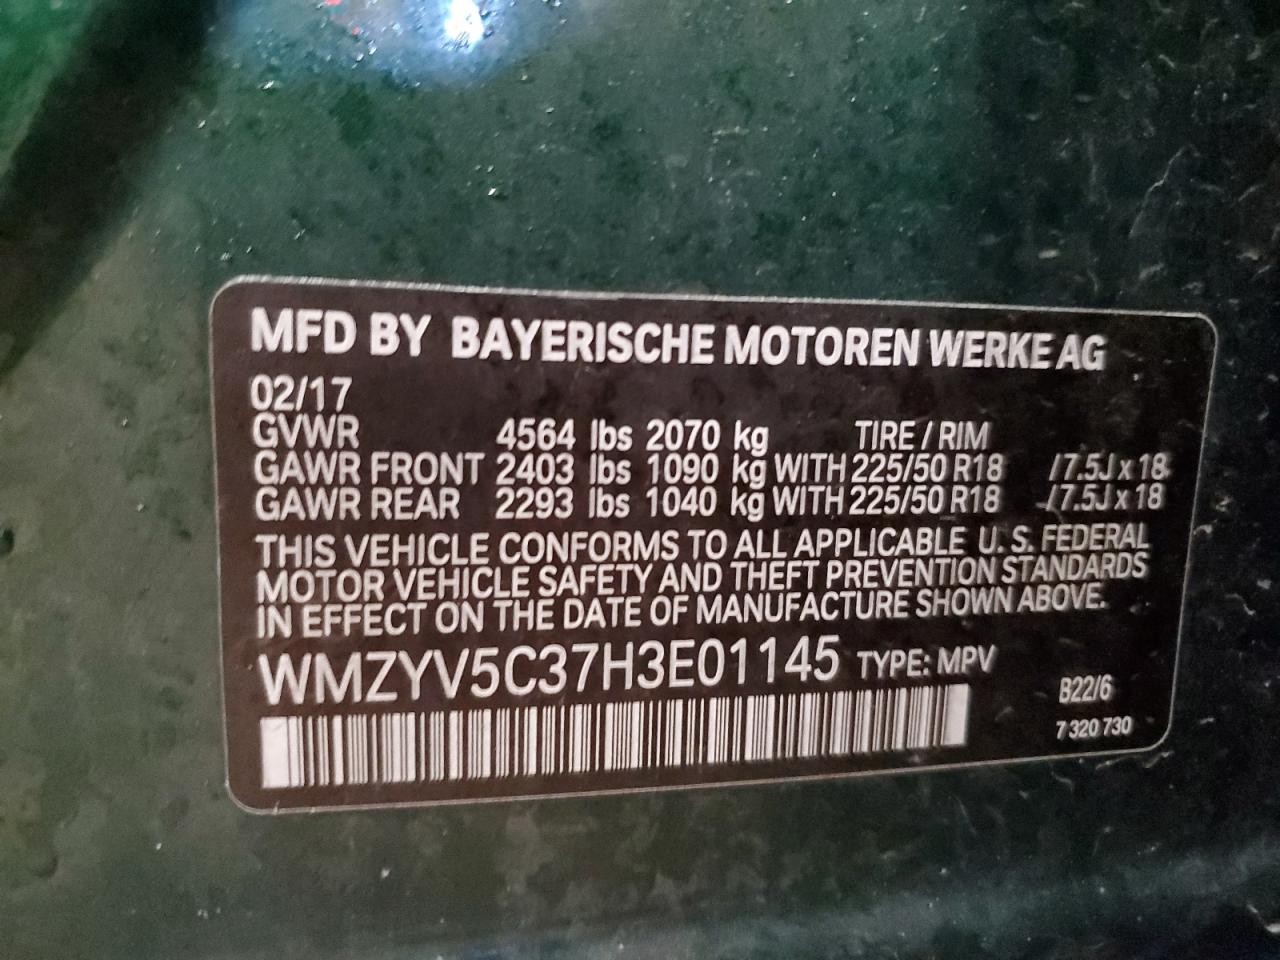 MFD BY BAYERISCHE MOTOREN WERKE AG
02/17
GVWR 4564 lbs 2070 kg TIRE / RIM
GAWR FRONT 2403 lbs 1090 kg WITH 225/50 R18 /7.5J x 18
GAWR REAR 2293 lbs 1040 kg WITH 225/50 R18 /7.5J x 18
THIS VEHICLE CONFORMS TO ALL APPLICABLE U. S. FEDERAL
MOTOR VEHICLE SAFETY AND THEFT PREVENTION STANDARDS
IN EFFECT ON THE DATE OF MANUFACTURE SHOWN ABOVE.
WMZYV5C37H3E01145 TYPE: MPV
B22/6
7 320 730